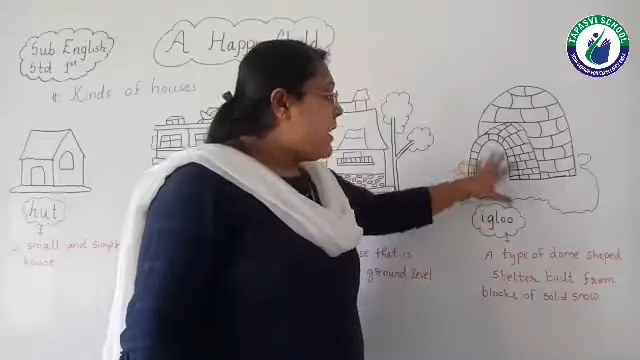 Sub English
Std 1st
A Happy Child
# Kinds of houses
hut
small and simple
house
that is
ground level
igloo
A type of dome shaped
shelter built from
blocks of solid snow
TAPASVI SCHOOL